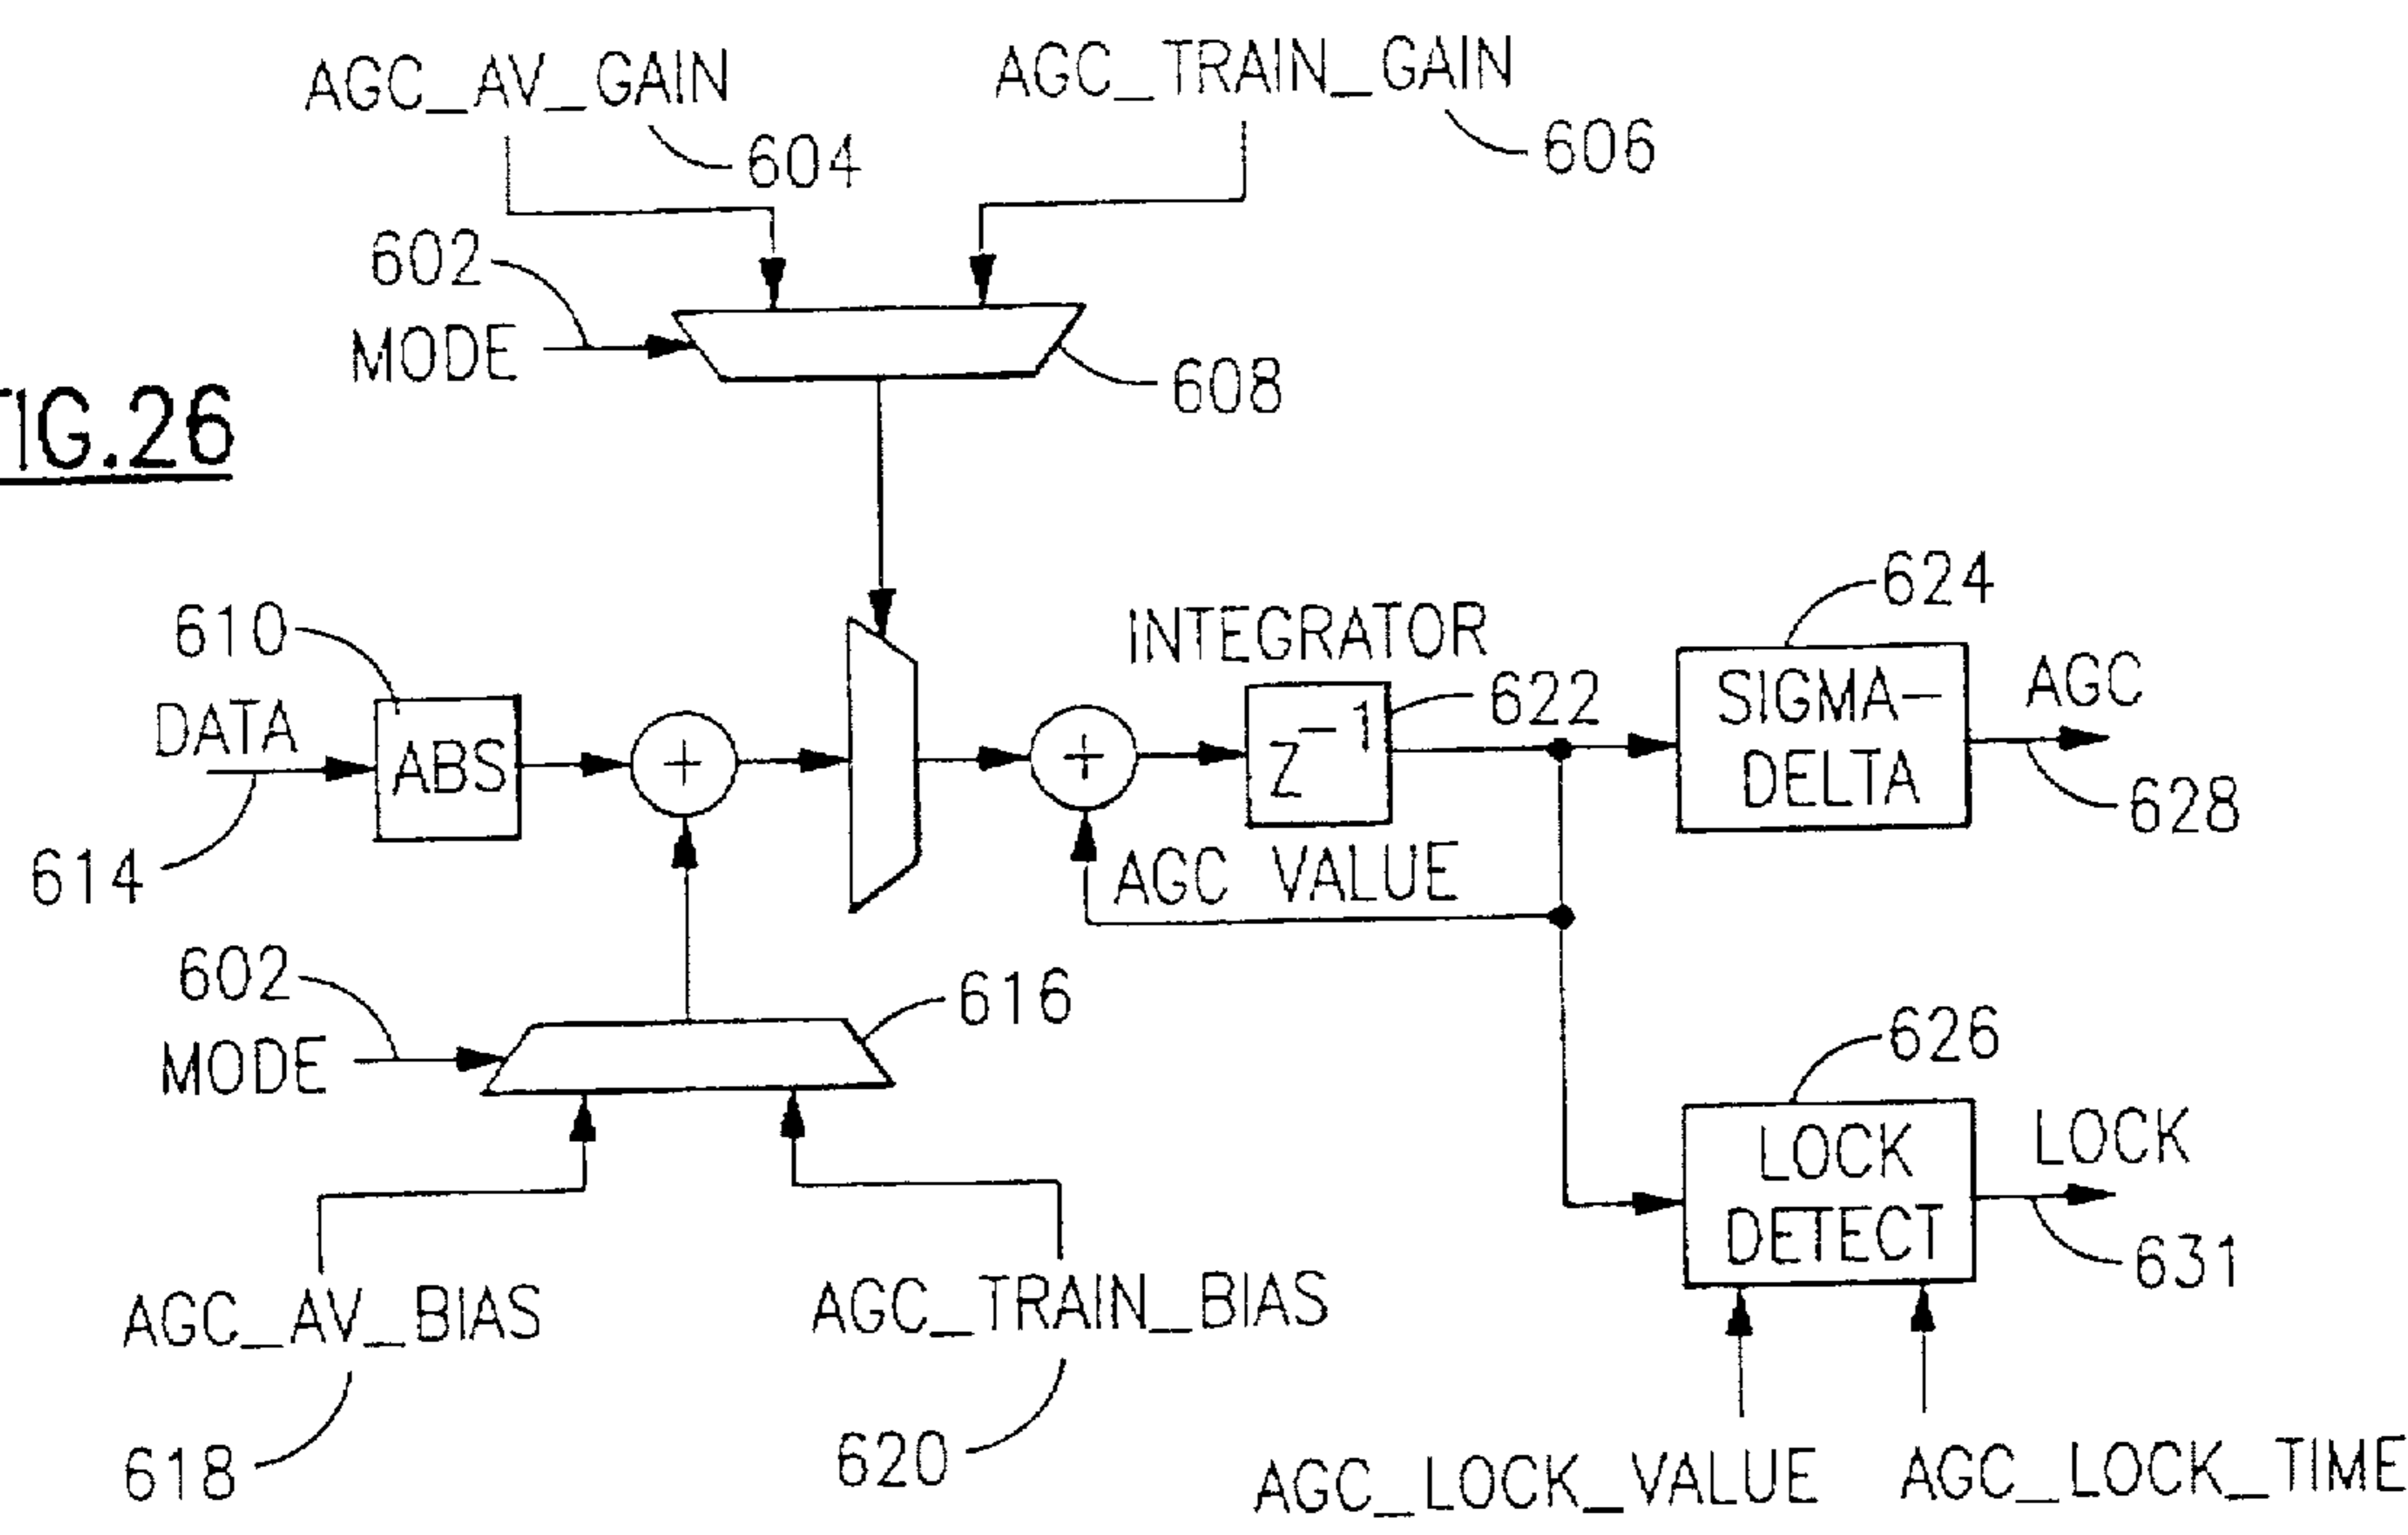 AGC_AV_GAIN
604
AGC_TRAIN_GAIN
606
602
MODE
608
FIG.26
610
DATA
614
ABS
+
+
INTEGRATOR
Z-1
622
AGC VALUE
624
SIGMA-
DELTA
AGC
628
602
MODE
616
AGC_AV_BIAS
618
AGC_TRAIN_BIAS
620
626
LOCK
DETECT
LOCK
631
AGC_LOCK_VALUE
AGC_LOCK_TIME